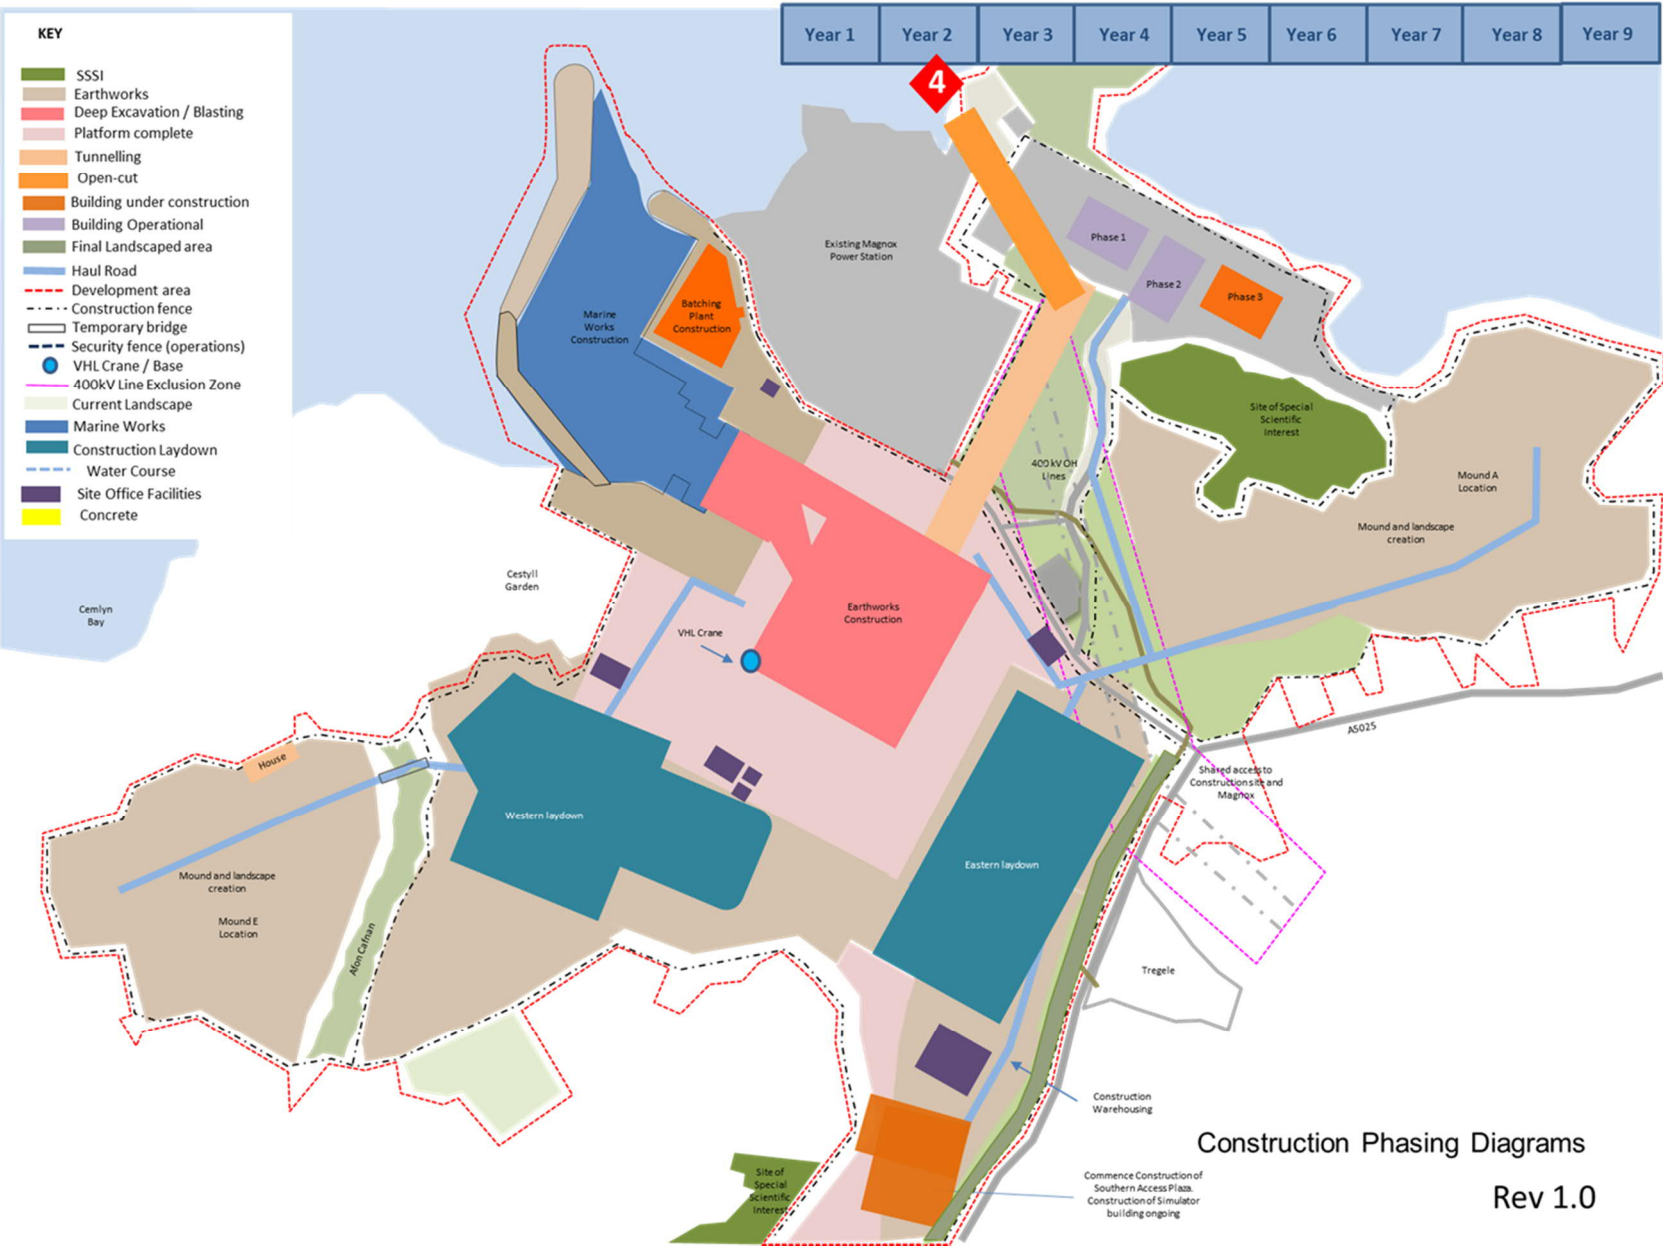 Year 1 Year 2 Year 3 Year 4 Year 5 Year 6 Year 7 Year 8 Year 9
4
KEY
SSSI
Earthworks
Deep Excavation / Blasting
Platform complete
Tunnelling
Open-cut
Building under construction
Building Operational
Final Landscaped area
Haul Road
Development area
Construction fence
Temporary bridge
Security fence (operations)
VHL Crane / Base
400kV Line Exclusion Zone
Current Landscape
Marine Works
Construction Laydown
Water Course
Site Office Facilities
Concrete
Existing Magnox
Power Station
Phase 1
Phase 2
Phase 3
Marine
Works
Construction
Batching
Plant
Construction
Site of Special
Scientific
Interest
400 kV OH
Lines
Mound A
Location
Mound and landscape
creation
Cestyll
Garden
Cemlyn
Bay
Earthworks
Construction
VHL Crane
A5025
House
Shared access to
Construction site and
Magnox
Western laydown
Eastern laydown
Mound and landscape
creation
Mound E
Location
Afon Cafnan
Tregele
Construction
Warehousing
Construction Phasing Diagrams
Rev 1.0
Site of
Special
Scientific
Interest
Commence Construction of
Southern Access Plaza.
Construction of Simulator
building ongoing